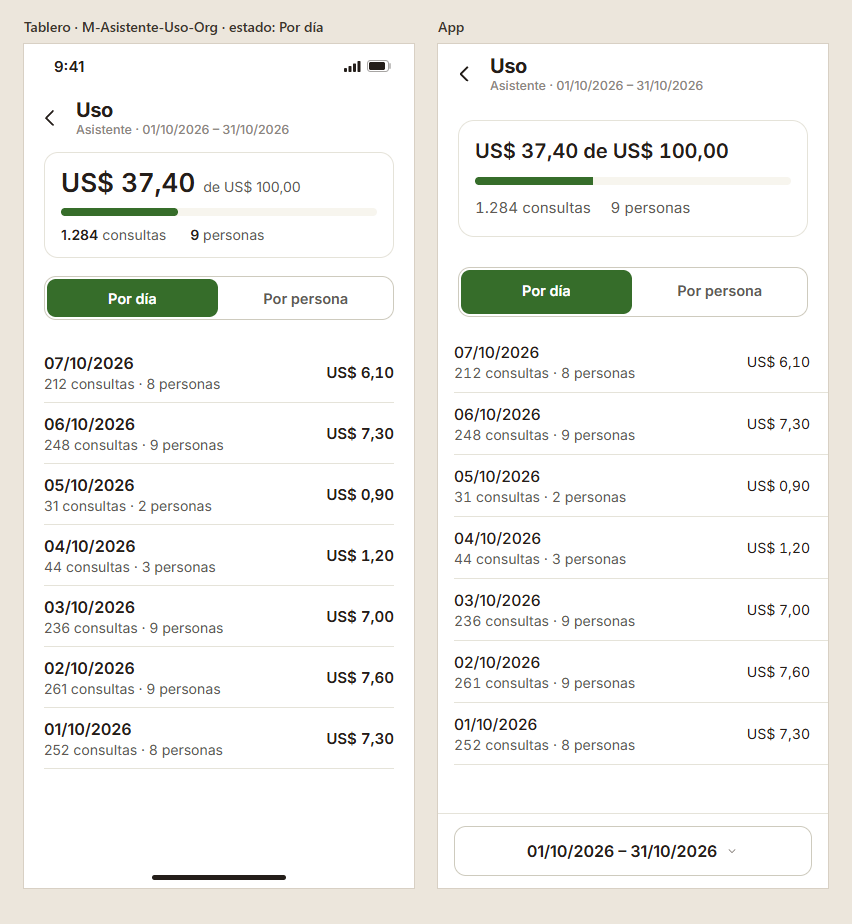 Tablero · M-Asistente-Uso-Org · estado: Por día
9:41
Uso
Asistente · 01/10/2026 – 31/10/2026
US$ 37,40 de US$ 100,00
1.284 consultas 9 personas
Por día Por persona
07/10/2026
212 consultas · 8 personas
US$ 6,10
06/10/2026
248 consultas · 9 personas
US$ 7,30
05/10/2026
31 consultas · 2 personas
US$ 0,90
04/10/2026
44 consultas · 3 personas
US$ 1,20
03/10/2026
236 consultas · 9 personas
US$ 7,00
02/10/2026
261 consultas · 9 personas
US$ 7,60
01/10/2026
252 consultas · 8 personas
US$ 7,30
App
Uso
Asistente · 01/10/2026 – 31/10/2026
US$ 37,40 de US$ 100,00
1.284 consultas 9 personas
Por día Por persona
07/10/2026
212 consultas · 8 personas
US$ 6,10
06/10/2026
248 consultas · 9 personas
US$ 7,30
05/10/2026
31 consultas · 2 personas
US$ 0,90
04/10/2026
44 consultas · 3 personas
US$ 1,20
03/10/2026
236 consultas · 9 personas
US$ 7,00
02/10/2026
261 consultas · 9 personas
US$ 7,60
01/10/2026
252 consultas · 8 personas
US$ 7,30
01/10/2026 – 31/10/2026